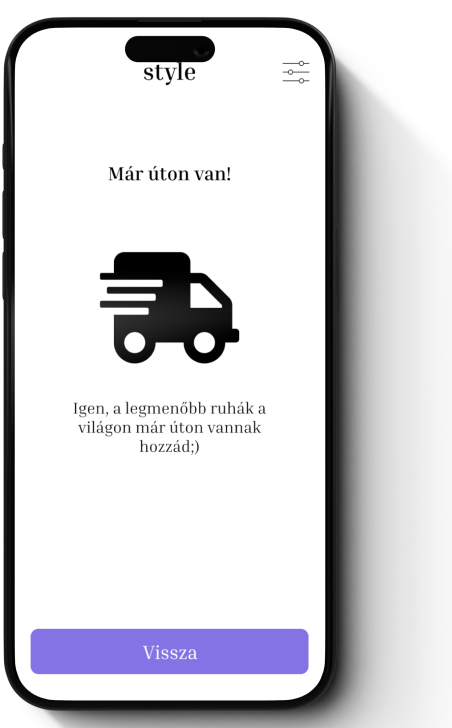 style
Már úton van!
Igen, a legmenőbb ruhák a
világon már úton vannak
hozzád;)
Vissza